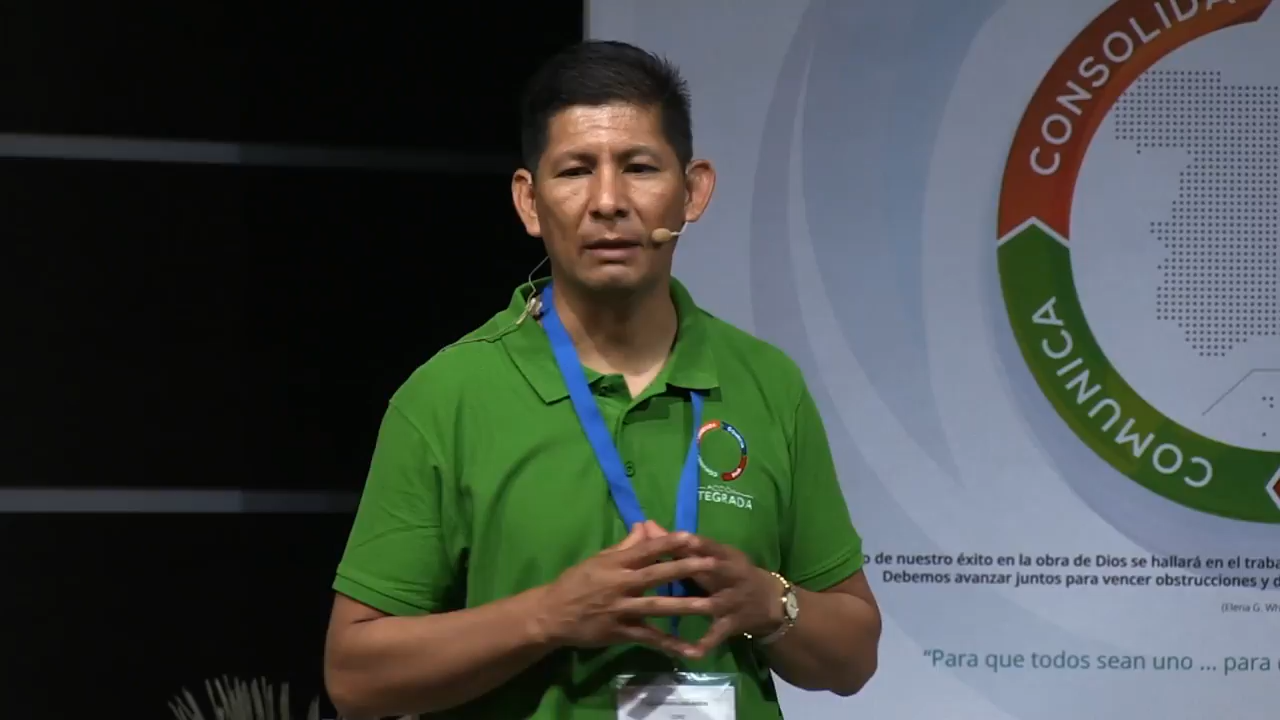 CONSOLIDA
COMUNICA
TEGRADA
o de nuestro éxito en la obra de Dios se hallará en el traba
Debemos avanzar juntos para vencer obstrucciones y d
(Elena G. Wh
“Para que todos sean uno ... para